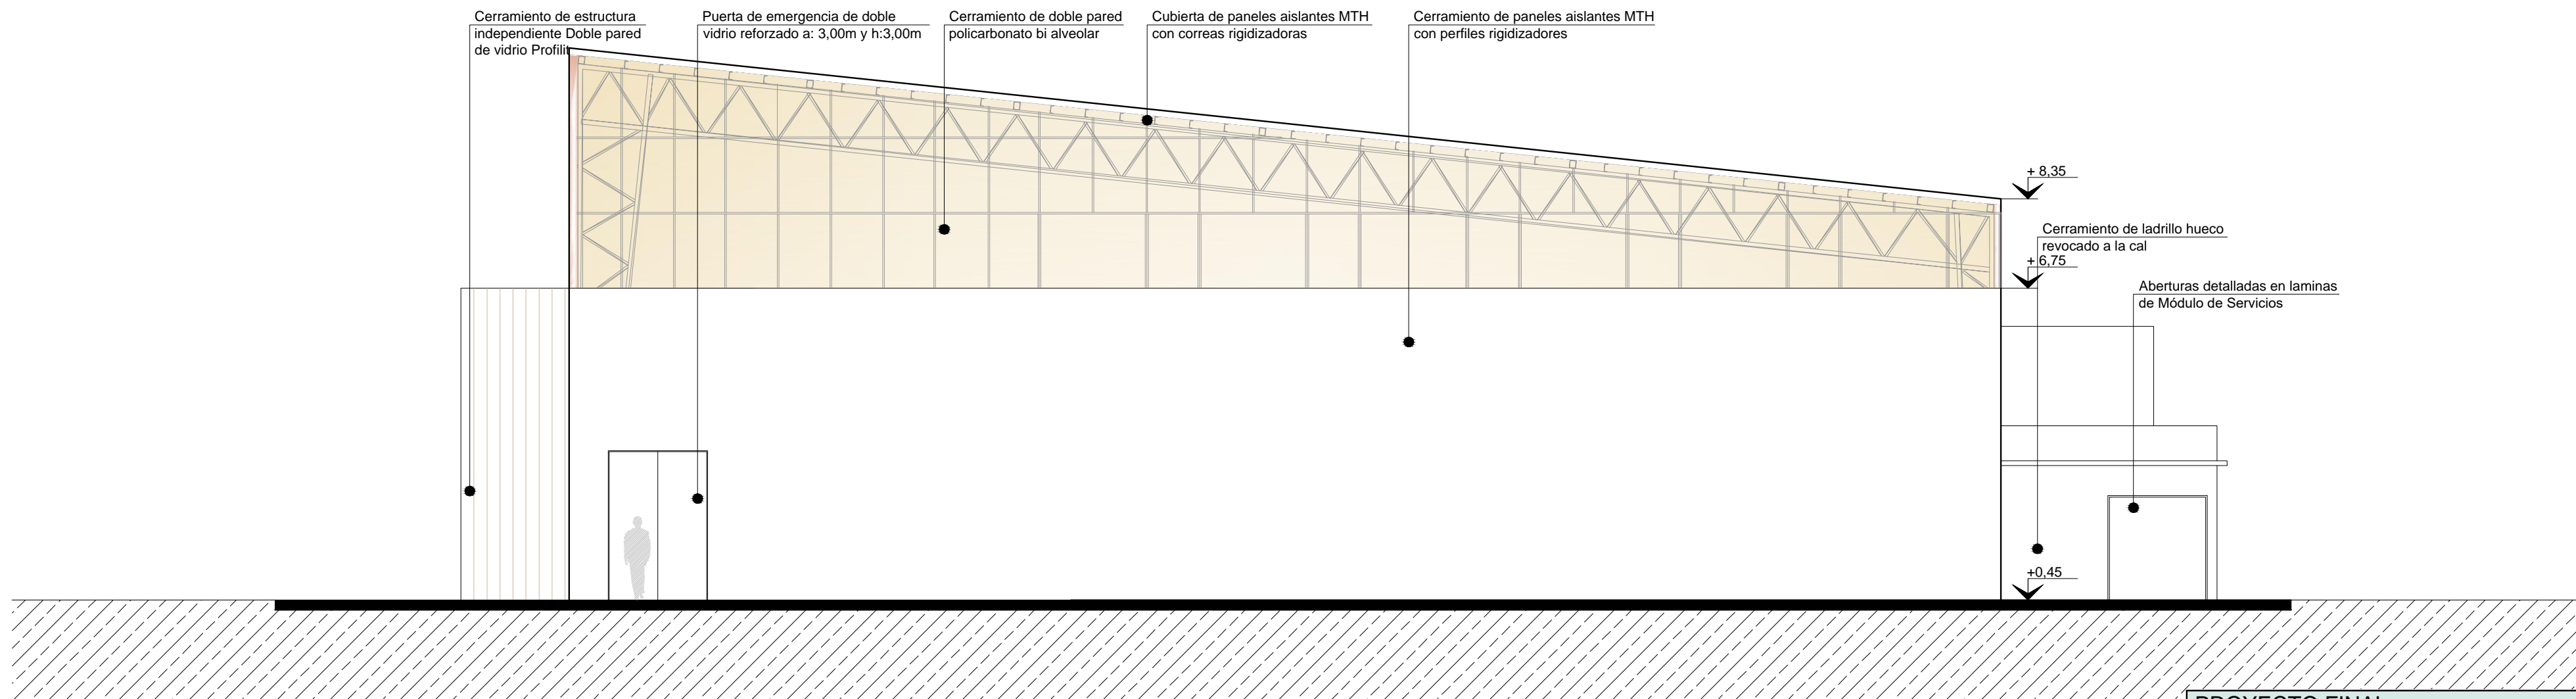 Cerramiento de estructura
independiente Doble pared
de vidrio Profilit
Puerta de emergencia de doble
vidrio reforzado a: 3,00m y h:3,00m
Cerramiento de doble pared
policarbonato bi alveolar
Cubierta de paneles aislantes MTH
con correas rigidizadoras
Cerramiento de paneles aislantes MTH
con perfiles rigidizadores
+ 8,35
Cerramiento de ladrillo hueco
revocado a la cal
+ 6,75
Aberturas detalladas en laminas
de Módulo de Servicios
+0,45
PROYECTO FINAL